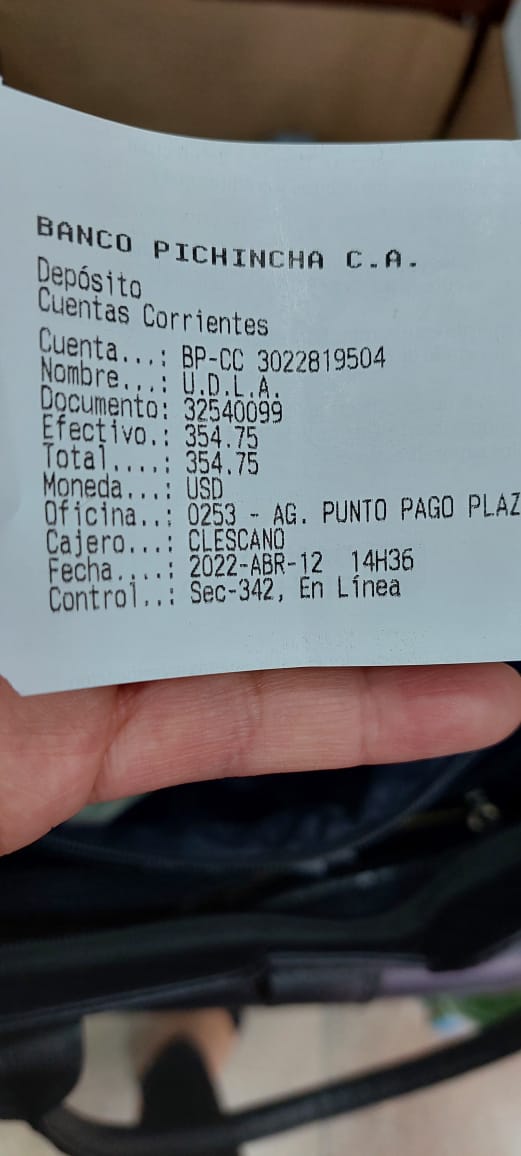 BANCO PICHINCHA C.A.
Depósito
Cuentas Corrientes
Cuenta...: BP-CC 3022819504
Nombre...: U.D.L.A.
Documento: 32540099
Efectivo.: 354.75
Total....: 354.75
Moneda...: USD
Oficina..: 0253 - AG. PUNTO PAGO PLAZ
Cajero...: CLESCANO
Fecha....: 2022-ABR-12 14H36
Control..: Sec-342, En Línea